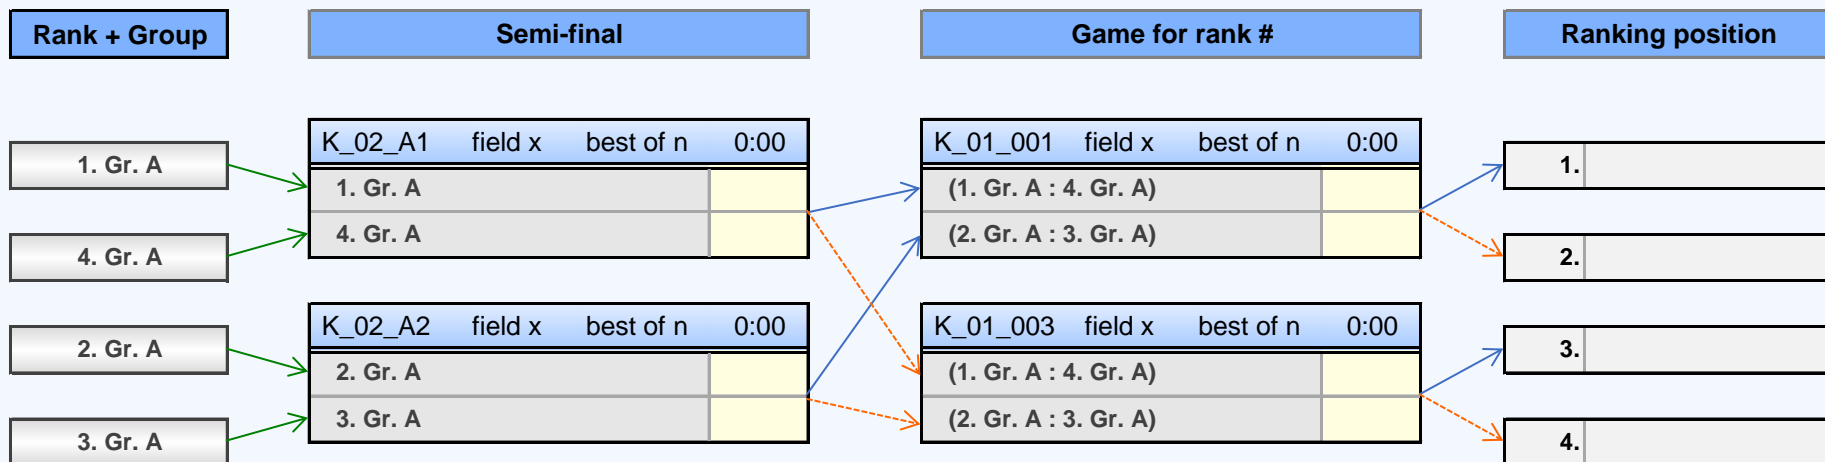 Rank + Group
Semi-final
Game for rank #
Ranking position
1. Gr. A
4. Gr. A
2. Gr. A
3. Gr. A
K_02_A1 field x best of n 0:00
1. Gr. A
4. Gr. A
K_02_A2 field x best of n 0:00
2. Gr. A
3. Gr. A
K_01_001 field x best of n 0:00
(1. Gr. A : 4. Gr. A)
(2. Gr. A : 3. Gr. A)
K_01_003 field x best of n 0:00
(1. Gr. A : 4. Gr. A)
(2. Gr. A : 3. Gr. A)
1.
2.
3.
4.